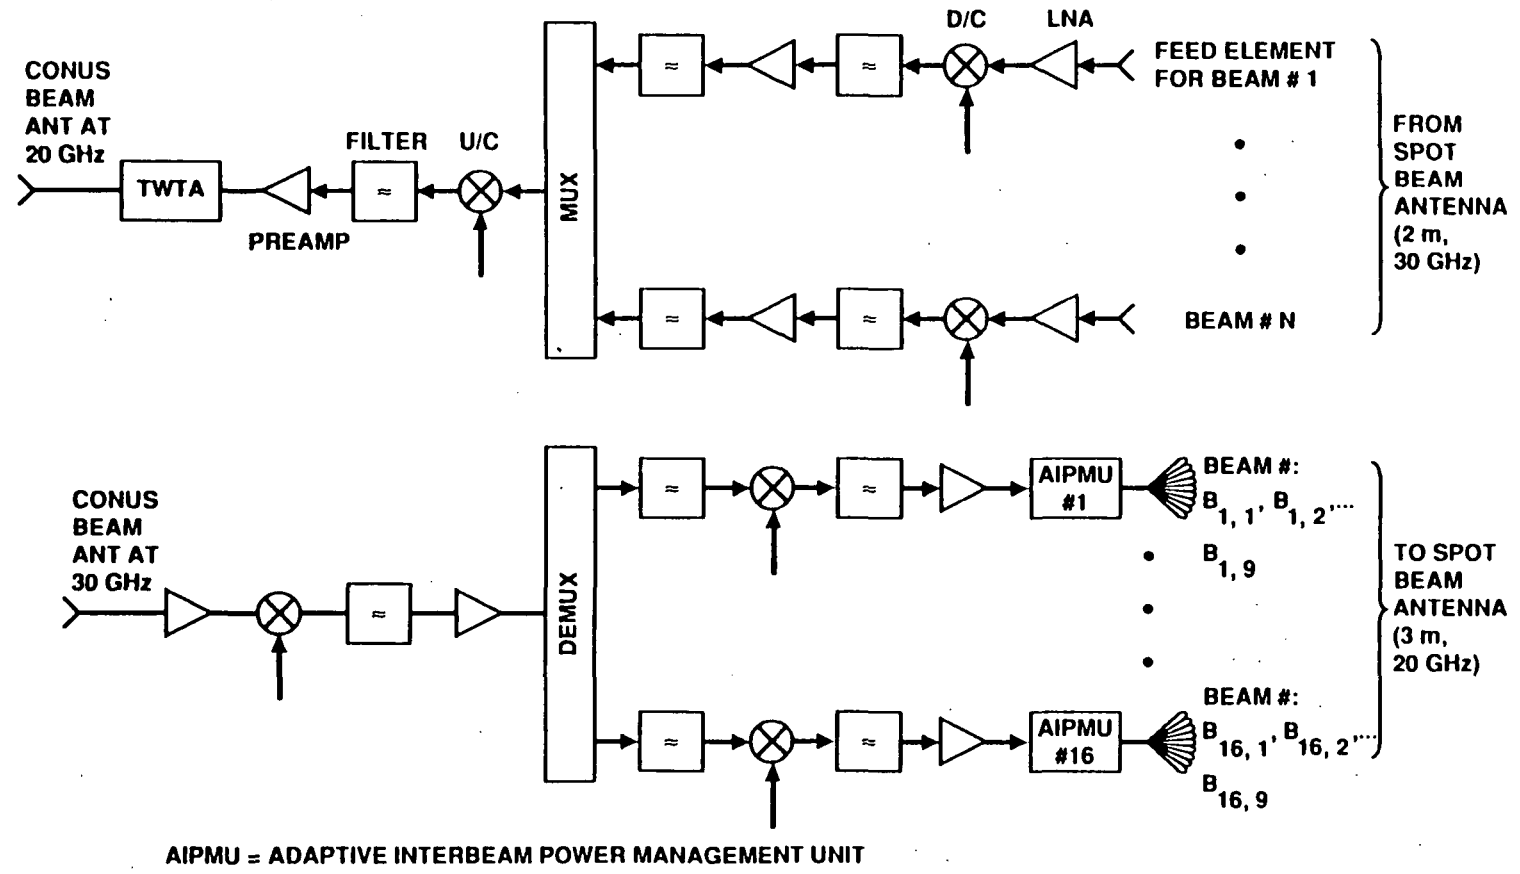 D/C
LNA
FEED ELEMENT
FOR BEAM # 1
CONUS
BEAM
ANT AT
20 GHz
TWTA
PREAMP
FILTER
≈
U/C
MUX
≈
≈
FROM
SPOT
BEAM
ANTENNA
(2 m,
30 GHz)
≈
≈
BEAM # N
CONUS
BEAM
ANT AT
30 GHz
≈
DEMUX
≈
≈
AIPMU
#1
BEAM #:
B1, 1, B1, 2,...
B1, 9
TO SPOT
BEAM
ANTENNA
(3 m,
20 GHz)
≈
≈
AIPMU
#16
BEAM #:
B16, 1, B16, 2,...
B16, 9
AIPMU = ADAPTIVE INTERBEAM POWER MANAGEMENT UNIT